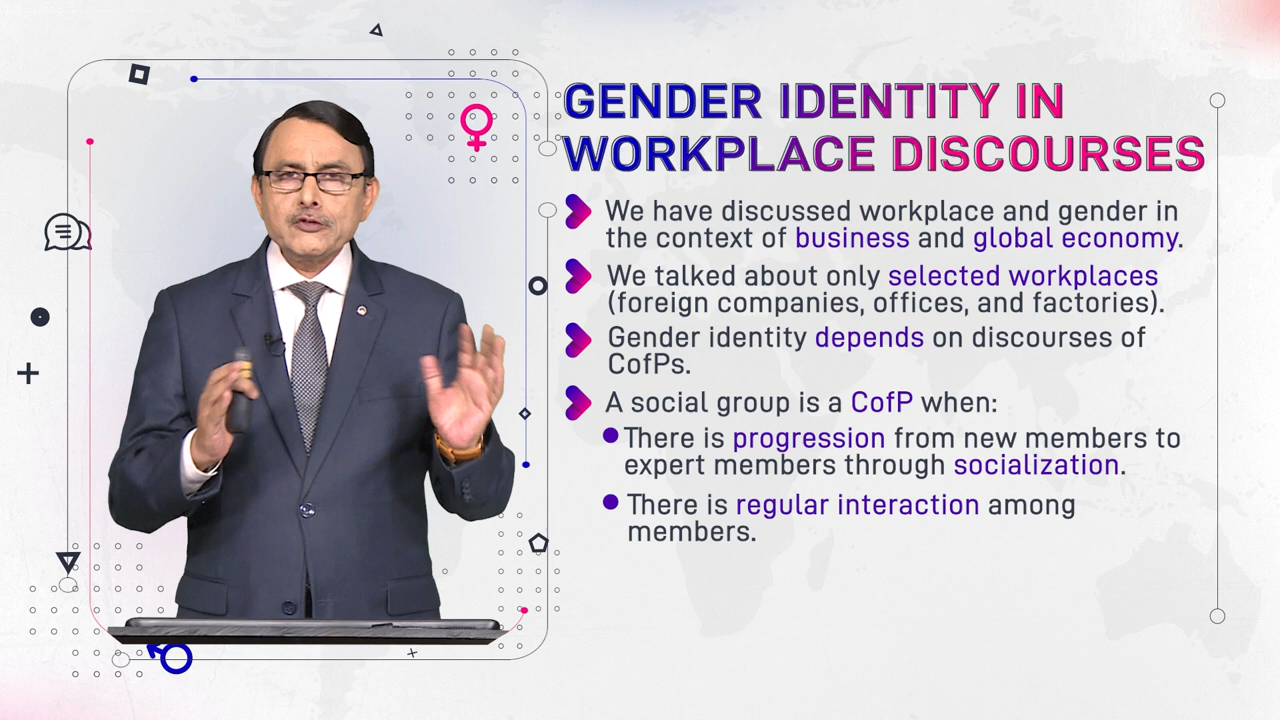 GENDER IDENTITY IN
WORKPLACE DISCOURSES
We have discussed workplace and gender in
the context of business and global economy.
We talked about only selected workplaces
(foreign companies, offices, and factories).
Gender identity depends on discourses of
CofPs.
A social group is a CofP when:
There is progression from new members to
expert members through socialization.
There is regular interaction among
members.